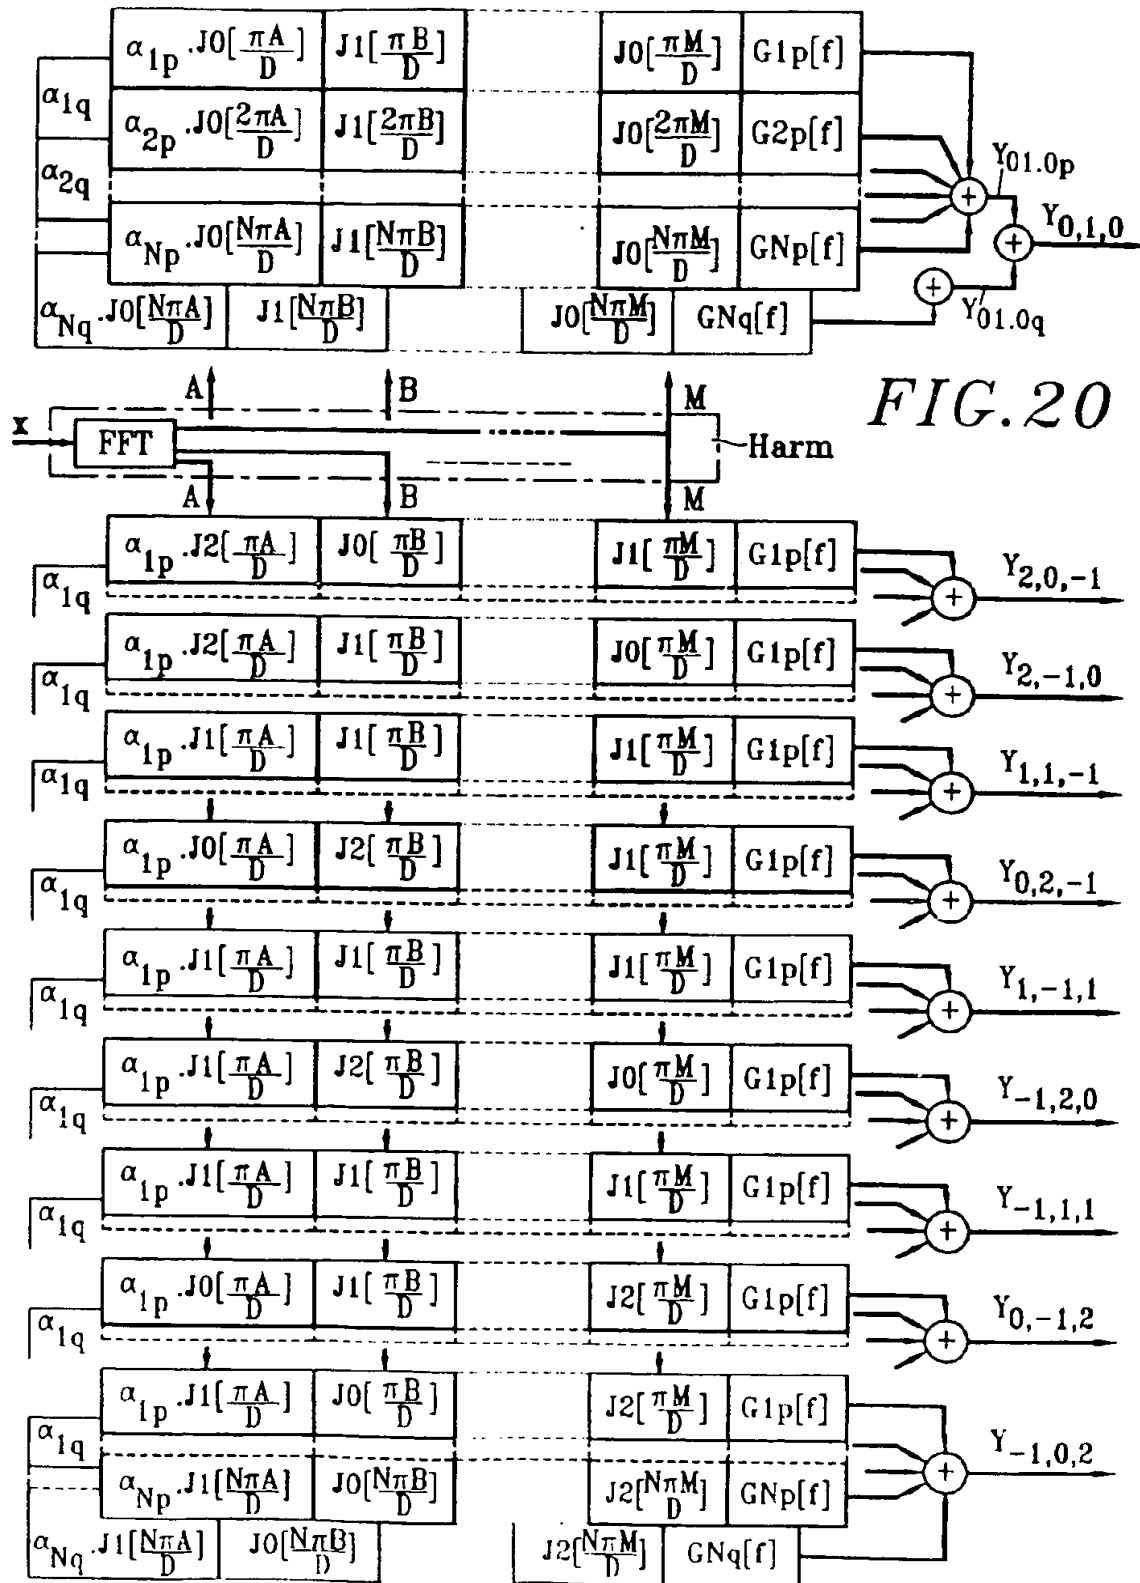 α1p.J0[πA/D] J1[πB/D] J0[πM/D] G1p[f]
α1q
α2p.J0[2πA/D] J1[2πB/D] J0[2πM/D] G2p[f]
α2q
Y01.0p
αNp.J0[NπA/D] J1[NπB/D] J0[NπM/D] GNp[f]
+ + Y0,1,0
αNq.J0[NπA/D] J1[NπB/D] J0[NπM/D] GNq[f]
+ Y01.0q
A B M
FIG.20
x FFT Harm
A B M
α1p.J2[πA/D] J0[πB/D] J1[πM/D] G1p[f]
α1q + Y2,0,-1
α1p.J2[πA/D] J1[πB/D] J0[πM/D] G1p[f]
α1q + Y2,-1,0
α1p.J1[πA/D] J1[πB/D] J1[πM/D] G1p[f]
α1q + Y1,1,-1
α1p.J0[πA/D] J2[πB/D] J1[πM/D] G1p[f]
α1q + Y0,2,-1
α1p.J1[πA/D] J1[πB/D] J1[πM/D] G1p[f]
α1q + Y1,-1,1
α1p.J1[πA/D] J2[πB/D] J0[πM/D] G1p[f]
α1q + Y-1,2,0
α1p.J1[πA/D] J1[πB/D] J1[πM/D] G1p[f]
α1q + Y-1,1,1
α1p.J0[πA/D] J1[πB/D] J2[πM/D] G1p[f]
α1q + Y0,-1,2
α1p.J1[πA/D] J0[πB/D] J2[πM/D] G1p[f]
α1q + Y-1,0,2
αNp.J1[NπA/D] J0[NπB/D] J2[NπM/D] GNp[f]
αNq.J1[NπA/D] J0[NπB/D] J2[NπM/D] GNq[f]